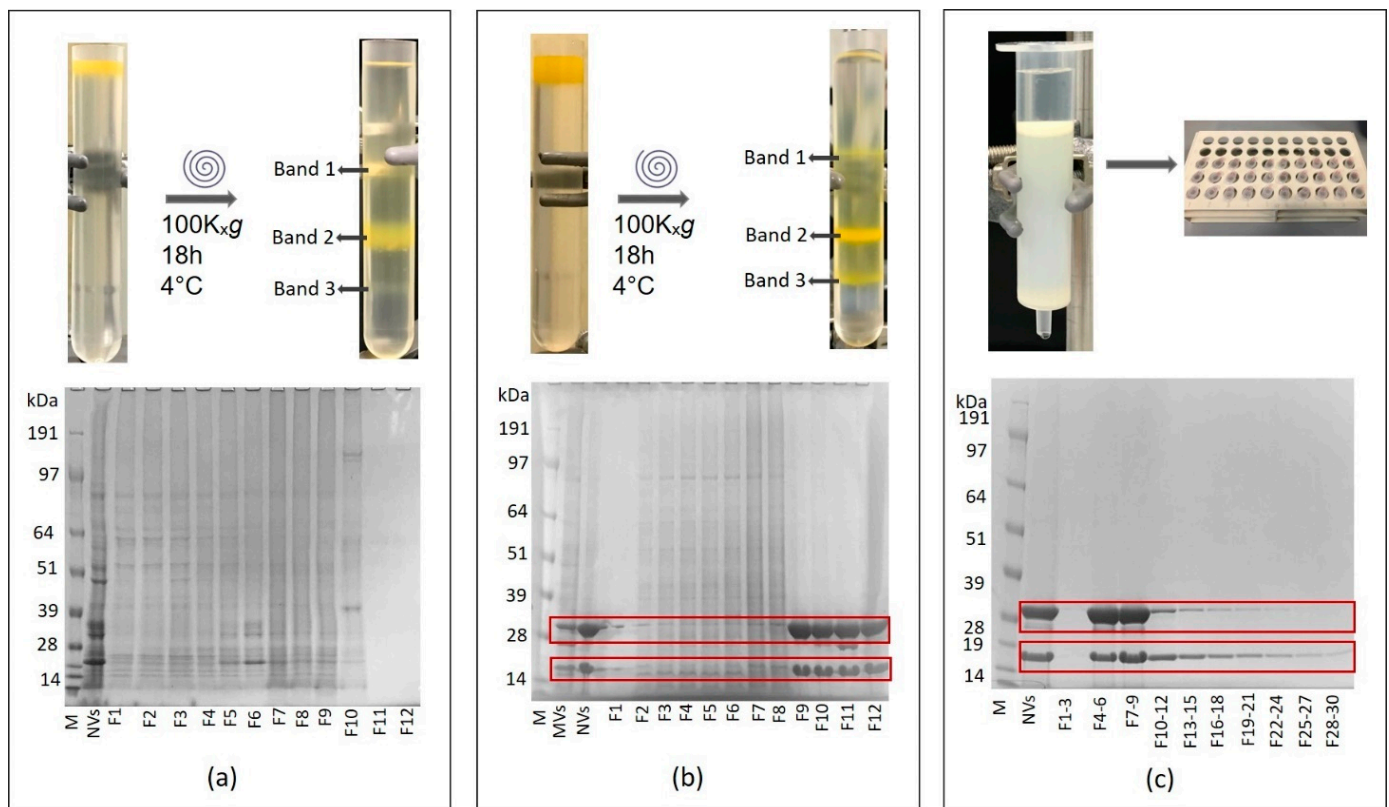 Band 1
Band 2
Band 3
100Kxg
18h
4°C
kDa
191
97
64
51
39
28
14
M
NVs
F1
F2
F3
F4
F5
F6
F7
F8
F9
F10
F11
F12
(a)
Band 1
Band 2
Band 3
100Kxg
18h
4°C
kDa
191
97
64
51
39
28
14
M
MVs
NVs
F1
F2
F3
F4
F5
F6
F7
F8
F9
F10
F11
F12
(b)
kDa
191
97
64
51
39
28
19
14
M
NVs
F1-3
F4-6
F7-9
F10-12
F13-15
F16-18
F19-21
F22-24
F25-27
F28-30
(c)